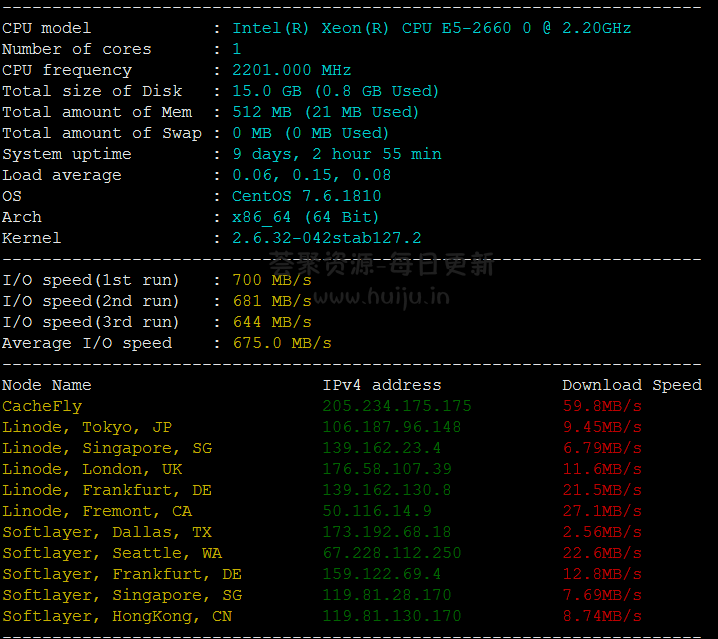 CPU model : Intel(R) Xeon(R) CPU E5-2660 0 @ 2.20GHz
Number of cores : 1
CPU frequency : 2201.000 MHz
Total size of Disk : 15.0 GB (0.8 GB Used)
Total amount of Mem : 512 MB (21 MB Used)
Total amount of Swap : 0 MB (0 MB Used)
System uptime : 9 days, 2 hour 55 min
Load average : 0.06, 0.15, 0.08
OS : CentOS 7.6.1810
Arch : x86_64 (64 Bit)
Kernel : 2.6.32-042stab127.2
荟聚资源-每日更新
I/O speed(1st run) : 700 MB/s
www.huiju.in
I/O speed(2nd run) : 681 MB/s
I/O speed(3rd run) : 644 MB/s
Average I/O speed : 675.0 MB/s
Node Name IPv4 address Download Speed
CacheFly 205.234.175.175 59.8MB/s
Linode, Tokyo, JP 106.187.96.148 9.45MB/s
Linode, Singapore, SG 139.162.23.4 6.79MB/s
Linode, London, UK 176.58.107.39 11.6MB/s
Linode, Frankfurt, DE 139.162.130.8 21.5MB/s
Linode, Fremont, CA 50.116.14.9 27.1MB/s
Softlayer, Dallas, TX 173.192.68.18 2.56MB/s
Softlayer, Seattle, WA 67.228.112.250 22.6MB/s
Softlayer, Frankfurt, DE 159.122.69.4 12.8MB/s
Softlayer, Singapore, SG 119.81.28.170 7.69MB/s
Softlayer, HongKong, CN 119.81.130.170 8.74MB/s